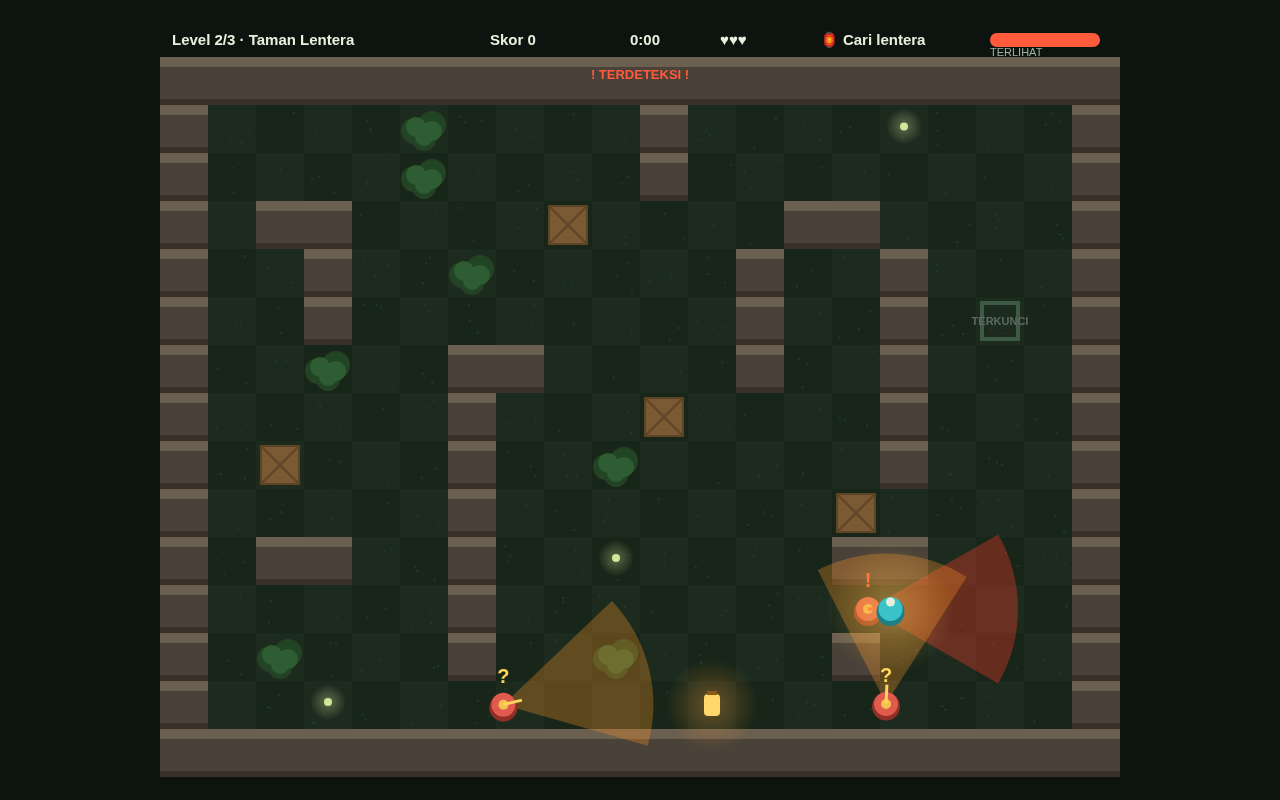 Level 2/3 · Taman Lentera
Skor 0
0:00
♥♥♥
🏮 Cari lentera
TERLIHAT
! TERDETEKSI !
TERKUNCI
!
?
?